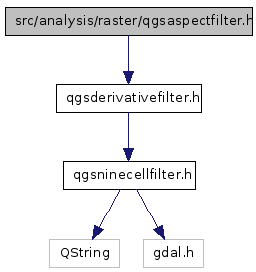 src/analysis/raster/qgsaspectfilter.h
qgsderivativefilter.h
qgsninecellfilter.h
QString
gdal.h